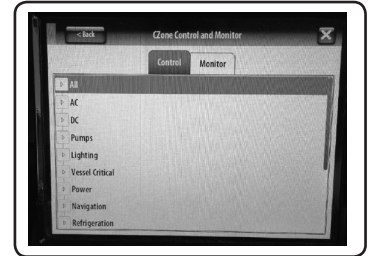 < Back
CZone Control and Monitor
Control
Monitor
All
AC
DC
Pumps
Lighting
Vessel Critical
Power
Navigation
Refrigeration